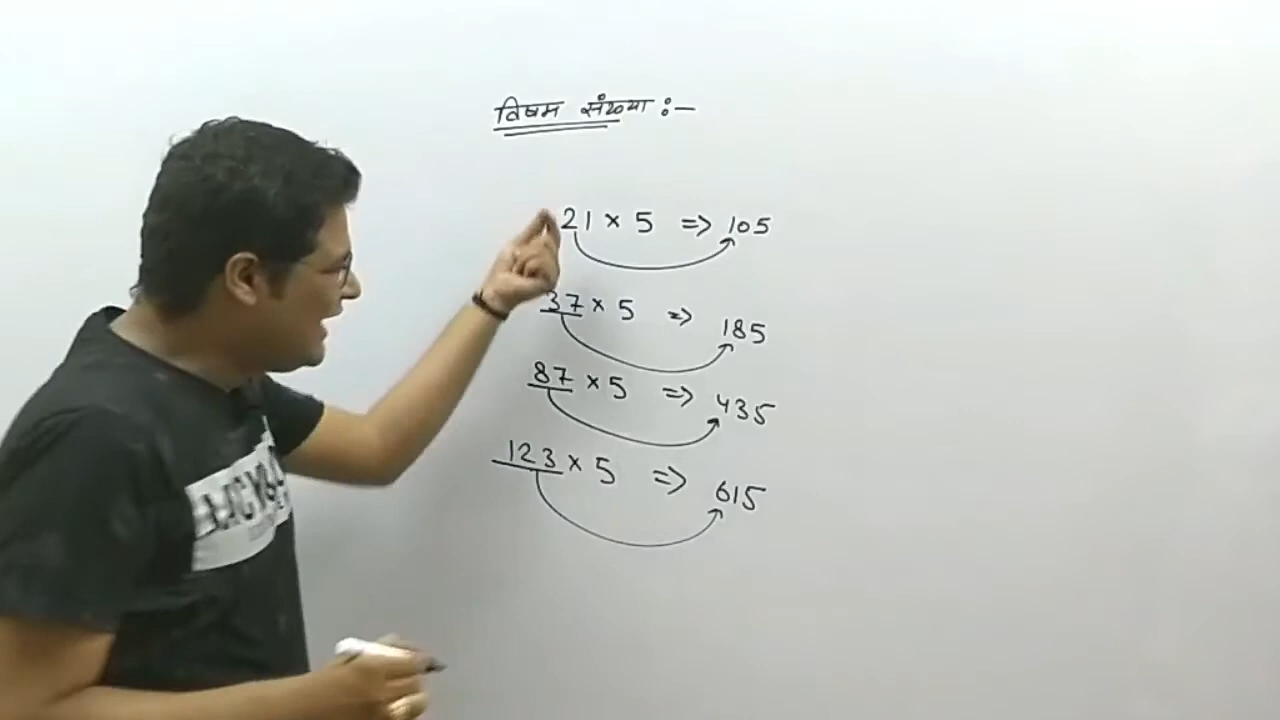 विषम संख्या :-
21 × 5 => 105
37 × 5 => 185
87 × 5 => 435
123 × 5 => 615